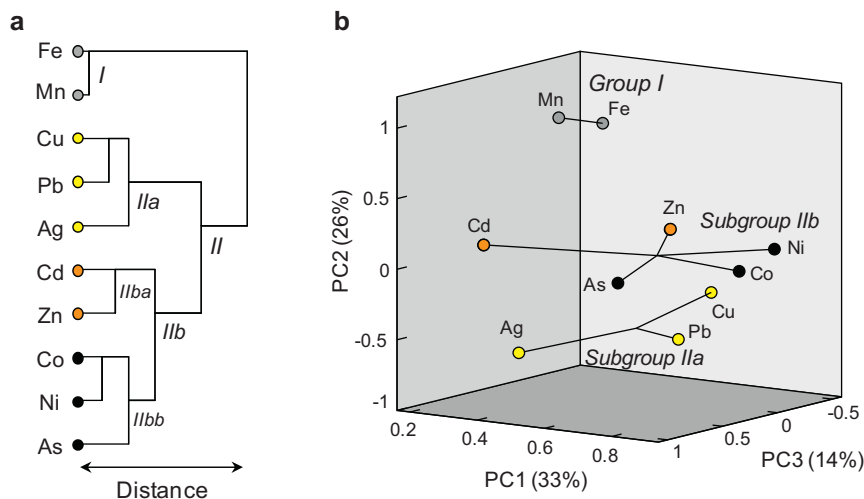 a
Fe
Mn
I
Cu
Pb
Ag
IIa
II
Cd
Zn
IIba
IIb
Co
Ni
As
IIbb
Distance
b
Group I
Mn
Fe
Cd
Zn
Subgroup IIb
Ni
Co
As
Cu
Ag
Pb
Subgroup IIa
PC2 (26%)
1
0.5
0
-0.5
-1
0.2
0.4
0.6
0.8
1
PC1 (33%)
0.5
0
-0.5
PC3 (14%)